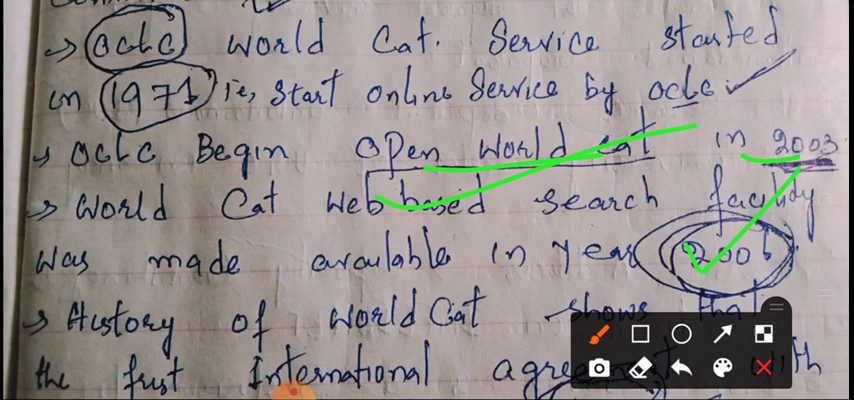 → OCLC World Cat. Service started
in 1971 ie, start online Service by OCLC
→ OCLC Begin Open World Cat in 2003
→ World Cat Web based search facility
was made available in year 2006
→ History of World Cat shows that
the first International agreement with